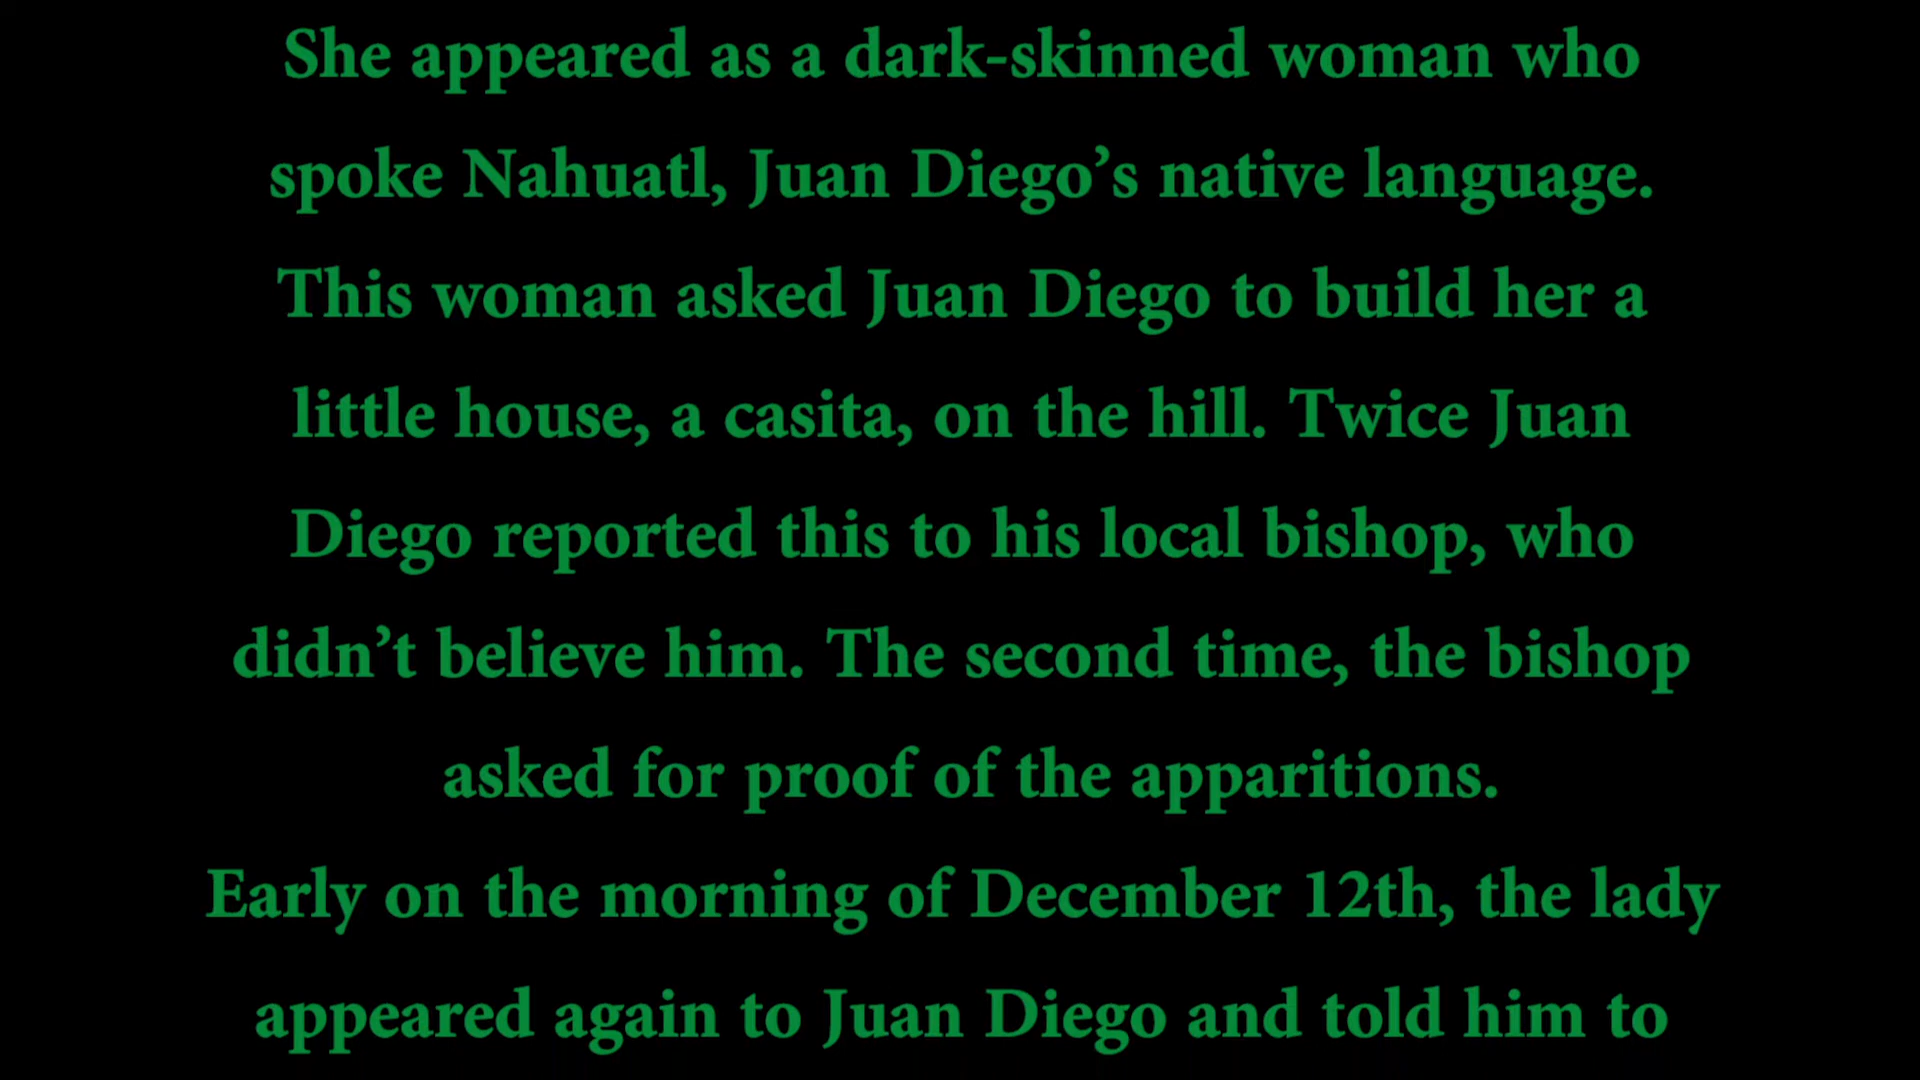 She appeared as a dark-skinned woman who
spoke Nahuatl, Juan Diego’s native language.
This woman asked Juan Diego to build her a
little house, a casita, on the hill. Twice Juan
Diego reported this to his local bishop, who
didn’t believe him. The second time, the bishop
asked for proof of the apparitions.
Early on the morning of December 12th, the lady
appeared again to Juan Diego and told him to